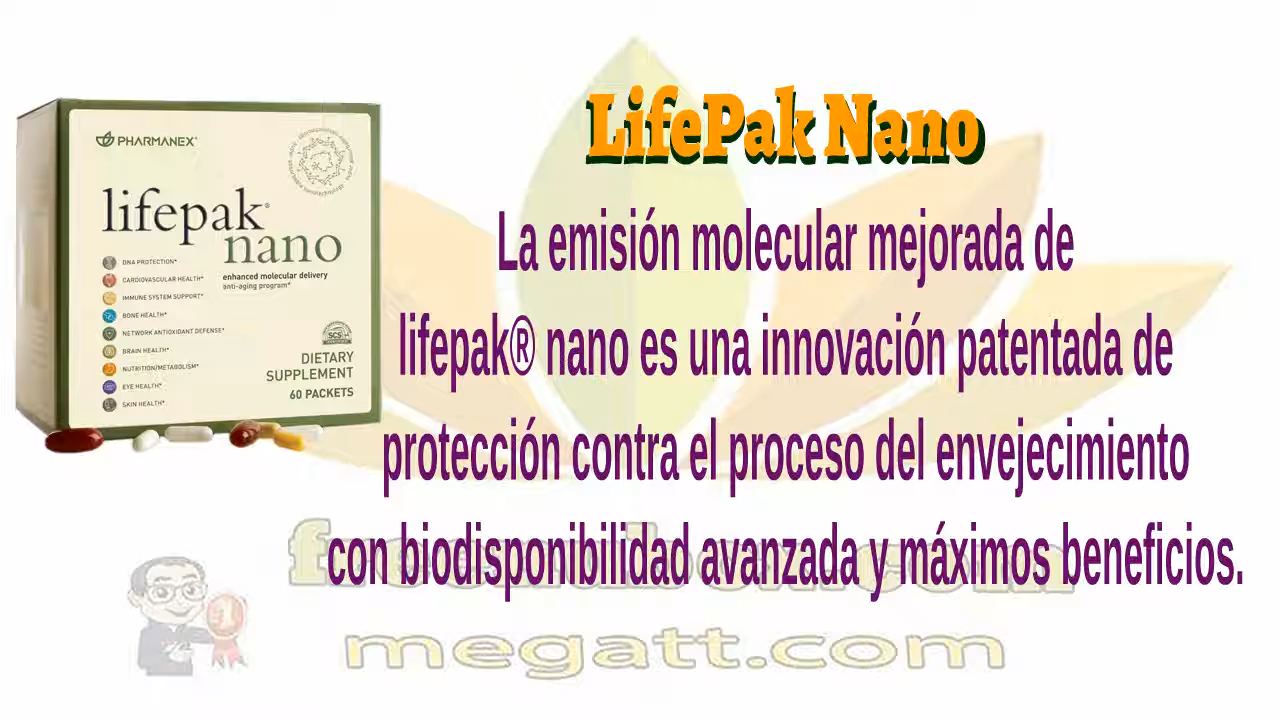 LifePak Nano
La emisión molecular mejorada de
lifepak® nano es una innovación patentada de
protección contra el proceso del envejecimiento
con biodisponibilidad avanzada y máximos beneficios.
PHARMANEX®
lifepak®
nano
enhanced molecular delivery
anti-aging program*
DNA PROTECTION*
CARDIOVASCULAR HEALTH*
IMMUNE SYSTEM SUPPORT*
BONE HEALTH*
NETWORK ANTIOXIDANT DEFENSE*
BRAIN HEALTH*
NUTRITION/METABOLISM*
EYE HEALTH*
SKIN HEALTH*
SCS
DIETARY
SUPPLEMENT
60 PACKETS
1
megatt.com